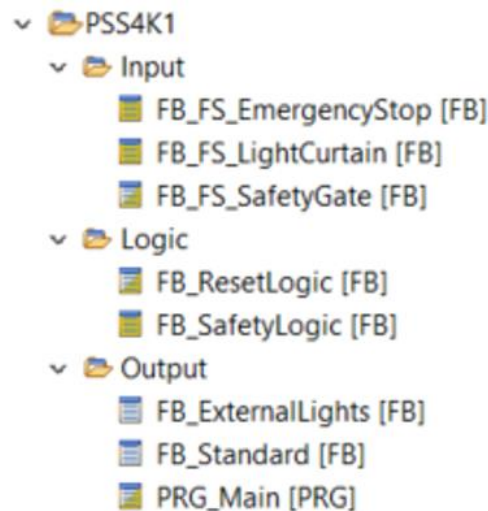 PSS4K1
Input
FB_FS_EmergencyStop [FB]
FB_FS_LightCurtain [FB]
FB_FS_SafetyGate [FB]
Logic
FB_ResetLogic [FB]
FB_SafetyLogic [FB]
Output
FB_ExternalLights [FB]
FB_Standard [FB]
PRG_Main [PRG]